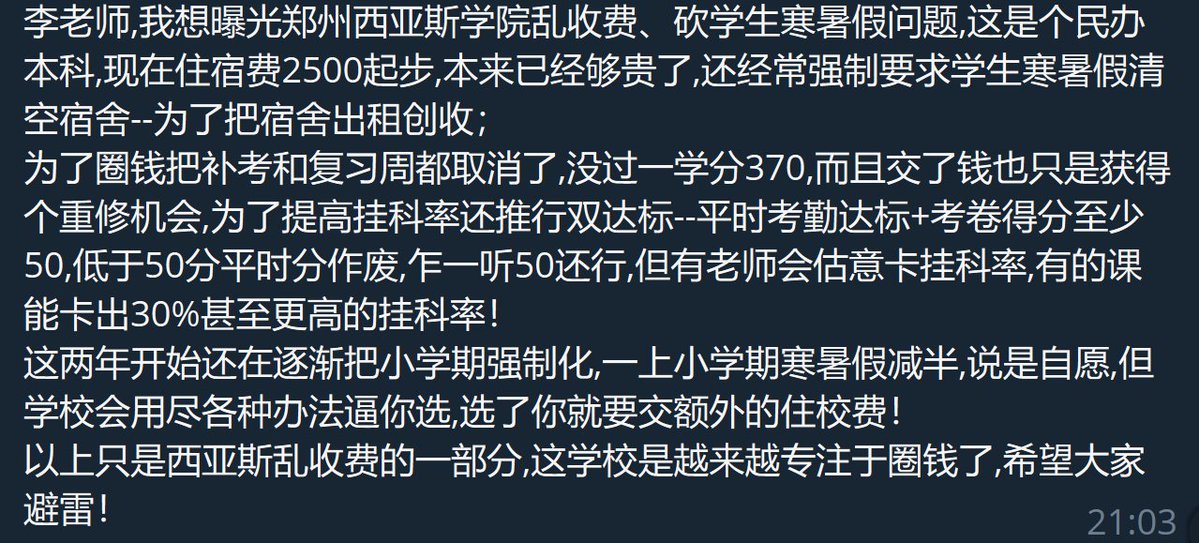 李老师,我想曝光郑州西亚斯学院乱收费、砍学生寒暑假问题,这是个民办
本科,现在住宿费2500起步,本来已经够贵了,还经常强制要求学生寒暑假清
空宿舍--为了把宿舍出租创收；
为了圈钱把补考和复习周都取消了,没过一学分370,而且交了钱也只是获得
个重修机会,为了提高挂科率还推行双达标--平时考勤达标+考卷得分至少
50,低于50分平时分作废,乍一听50还行,但有老师会估意卡挂科率,有的课
能卡出30%甚至更高的挂科率！
这两年开始还在逐渐把小学期强制化,一上小学期寒暑假减半,说是自愿,但
学校会用尽各种办法逼你选,选了你就要交额外的住校费！
以上只是西亚斯乱收费的一部分,这学校是越来越专注于圈钱了,希望大家
避雷！
21:03